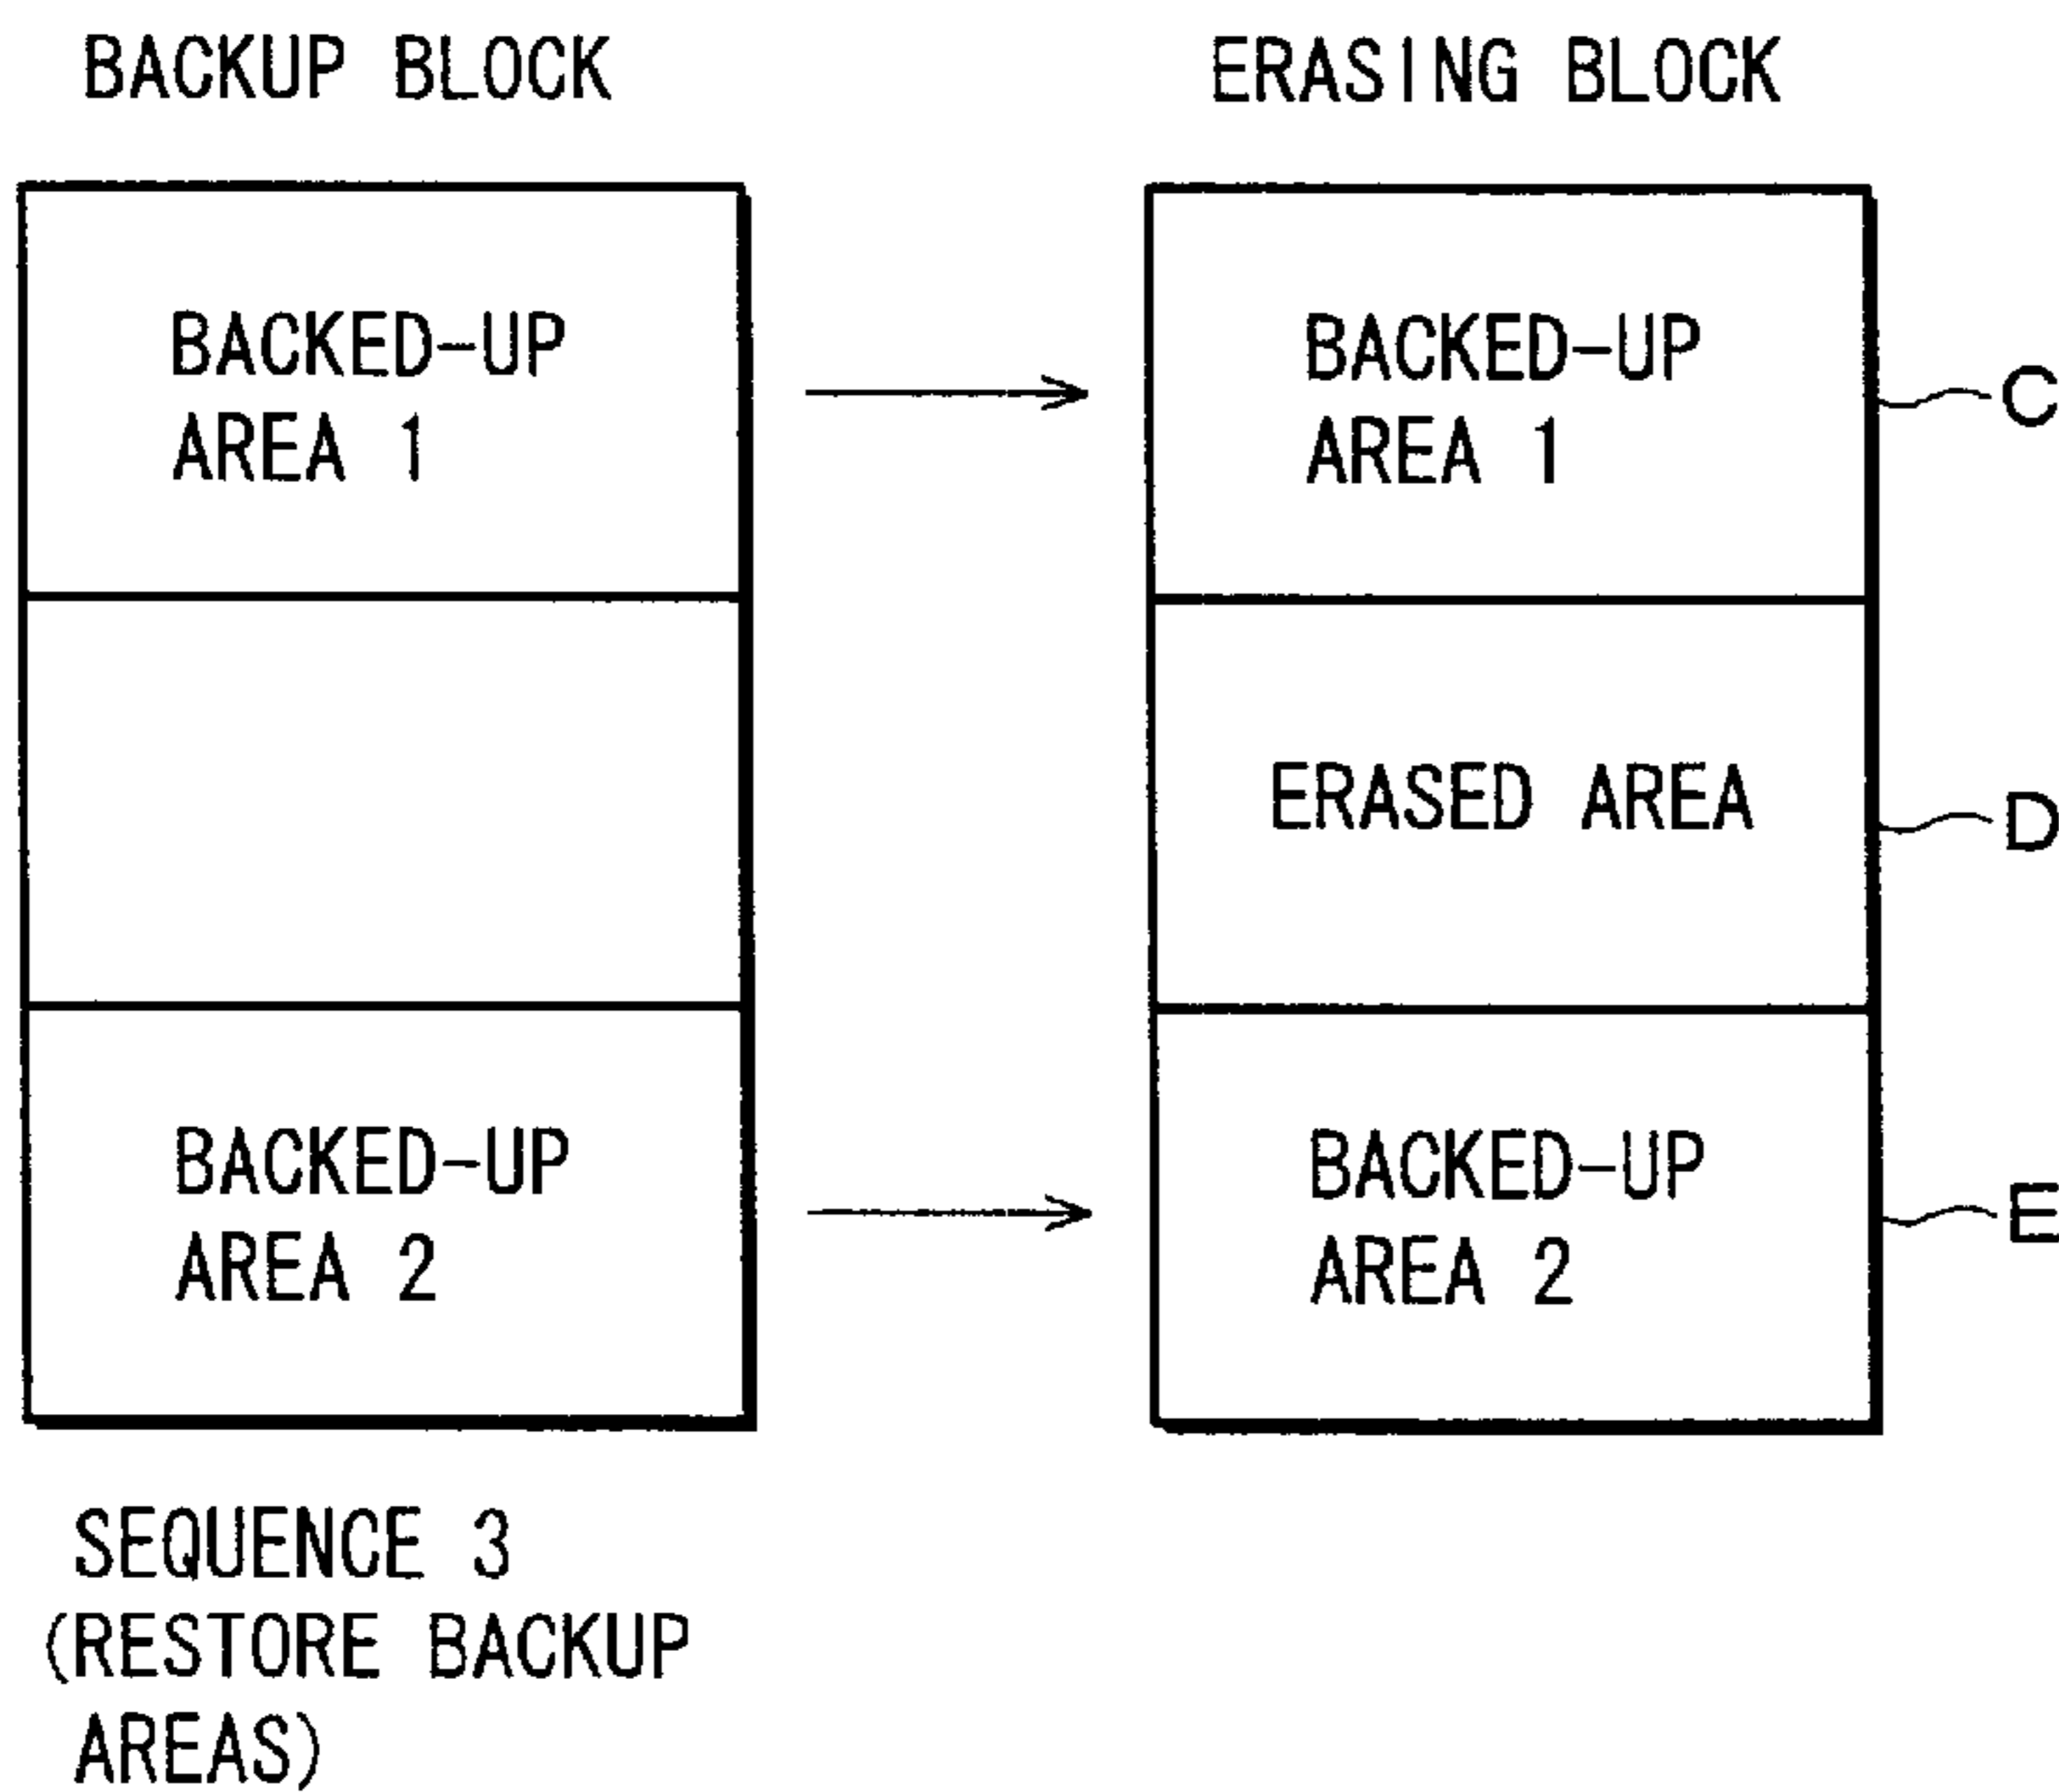 BACKUP BLOCK
ERASING BLOCK
BACKED-UP
AREA 1
BACKED-UP
AREA 1
C
ERASED AREA
D
BACKED-UP
AREA 2
BACKED-UP
AREA 2
E
SEQUENCE 3
(RESTORE BACKUP
AREAS)